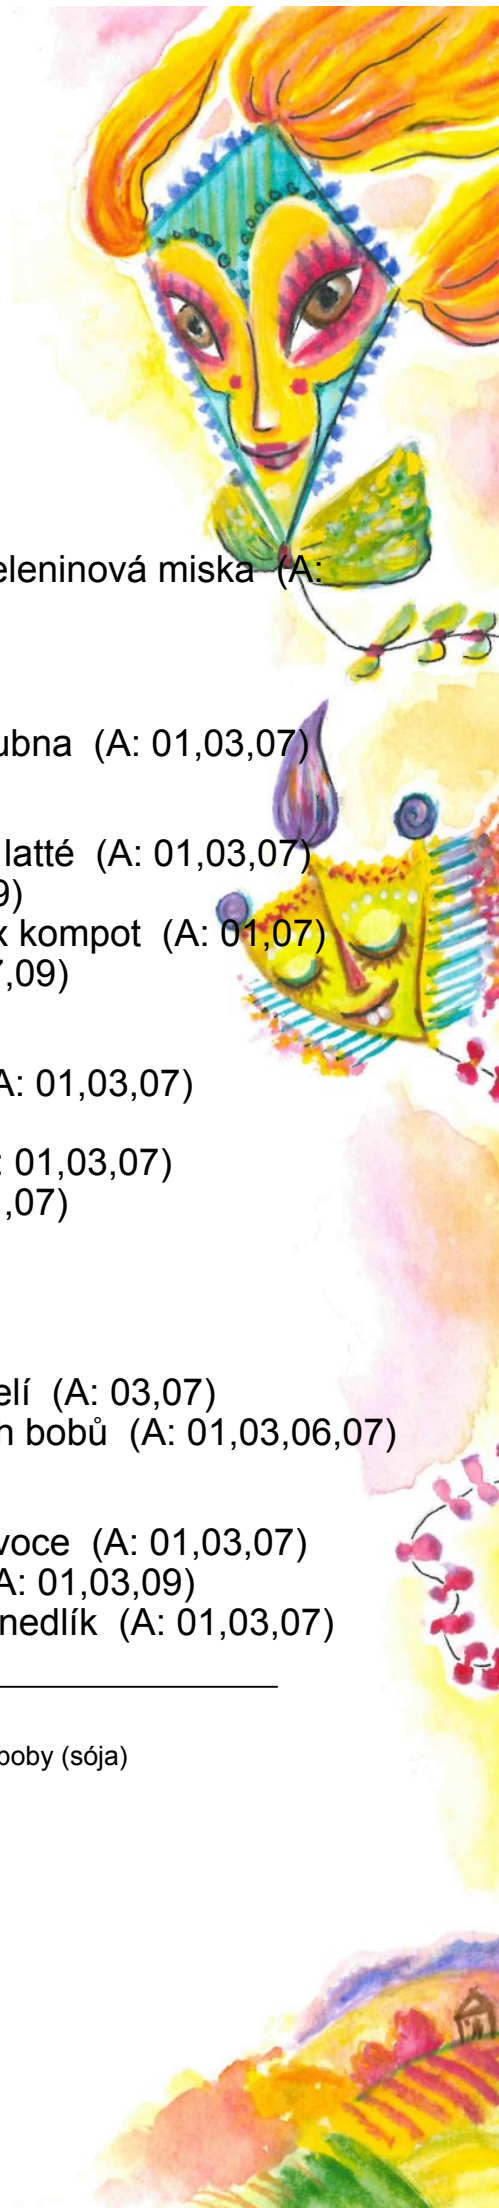 eleninová miska (A:
ubna (A: 01,03,07)
latté (A: 01,03,07)
9)
x kompot (A: 01,07)
7,09)
A: 01,03,07)
: 01,03,07)
,07)
elí (A: 03,07)
h bobů (A: 01,03,06,07)
voce (A: 01,03,07)
A: 01,03,09)
nedlík (A: 01,03,07)
boby (sója)